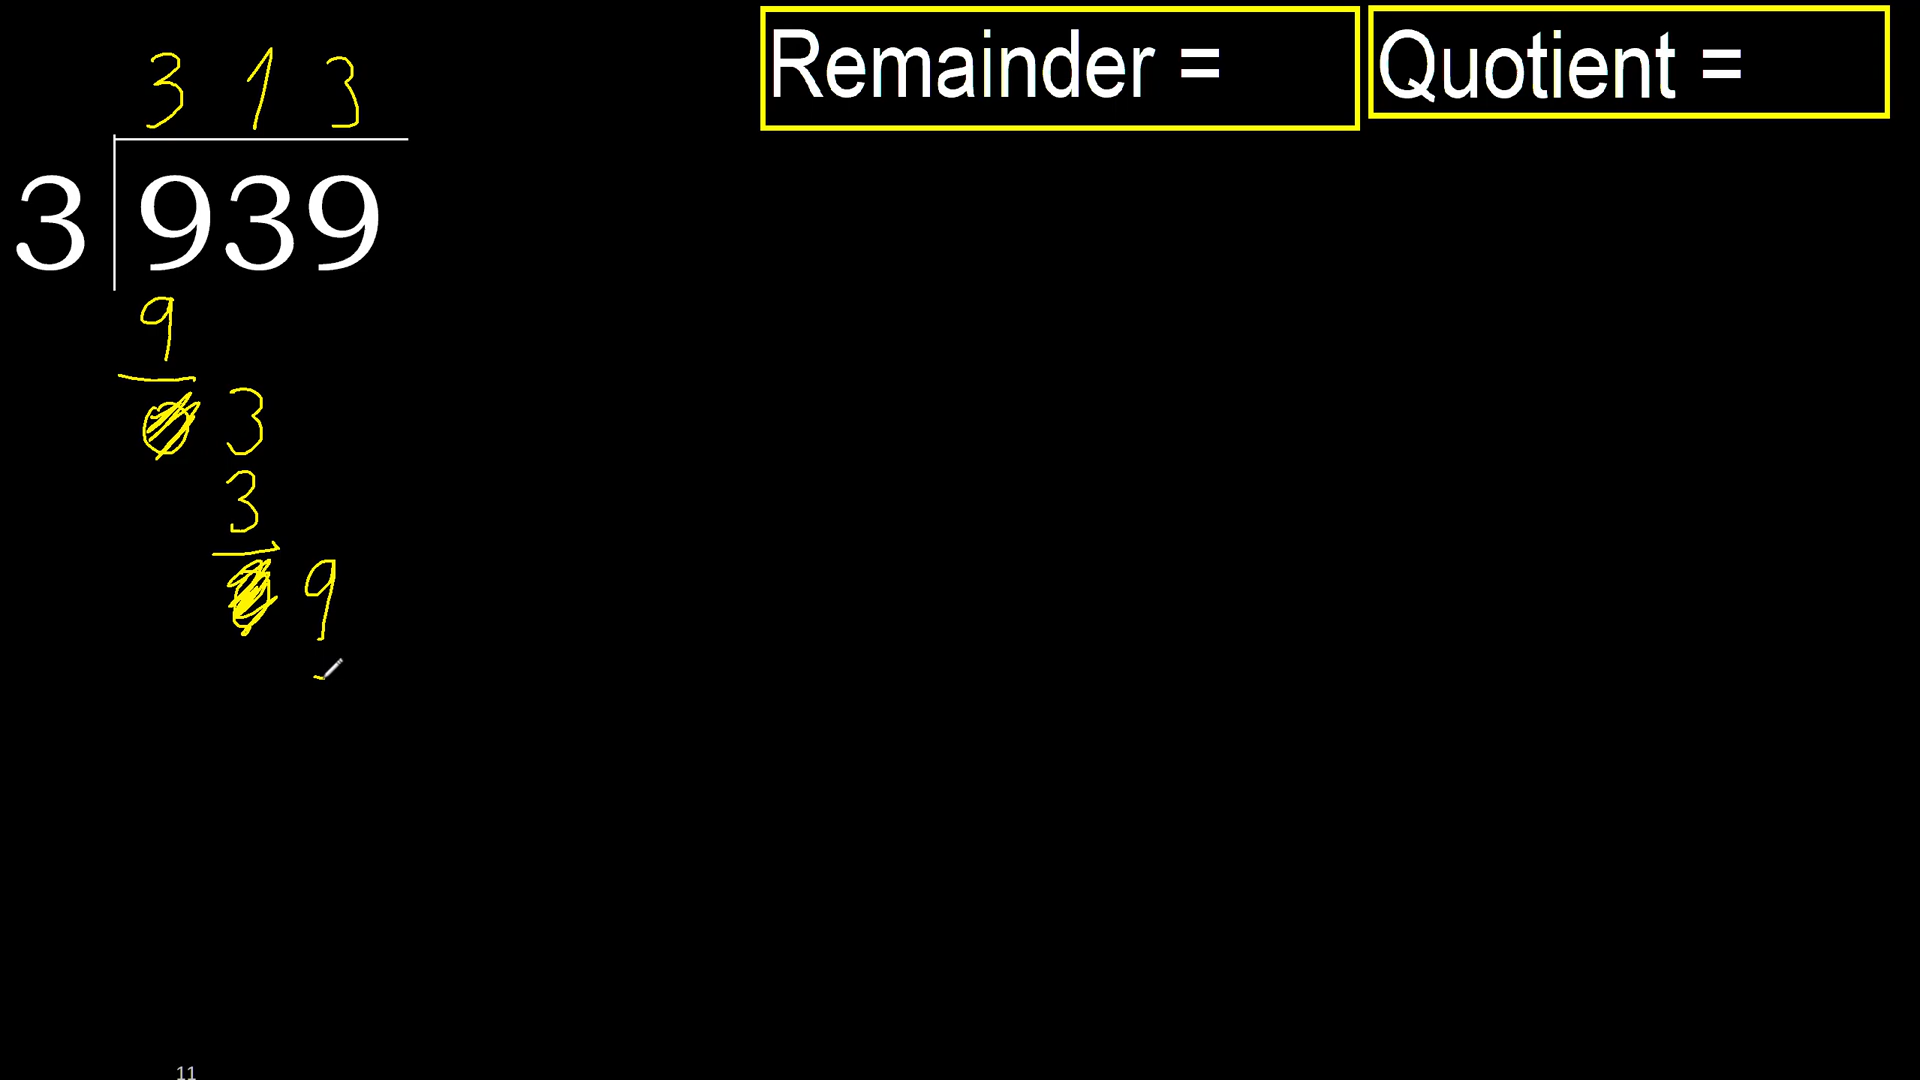 Remainder =
Quotient =
3 1 3
3 939
9
3
3
9
11